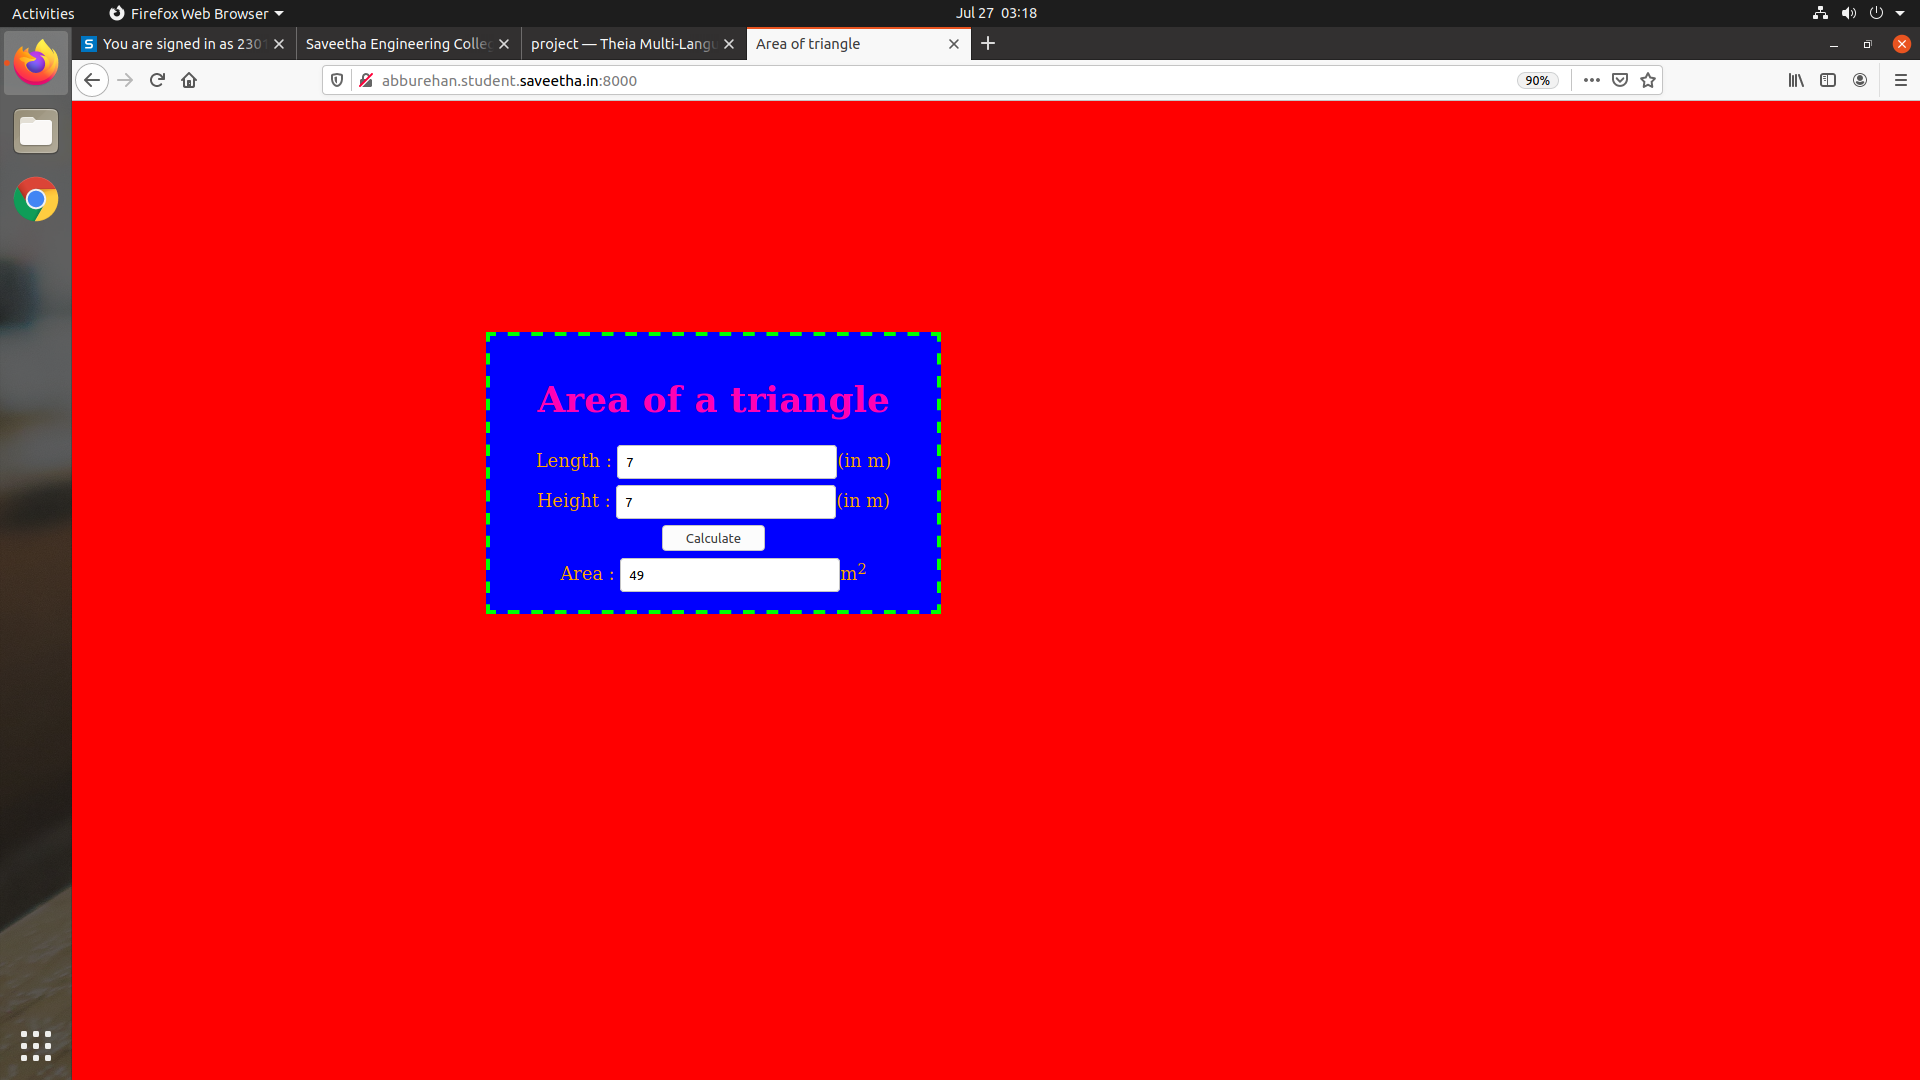 Activities Firefox Web Browser Jul 27 03:18
You are signed in as 230 Saveetha Engineering Colle project — Theia Multi-Langu Area of triangle
abburehan.student.saveetha.in:8000 90%
Area of a triangle
Length : 7 (in m)
Height : 7 (in m)
Calculate
Area : 49 m²